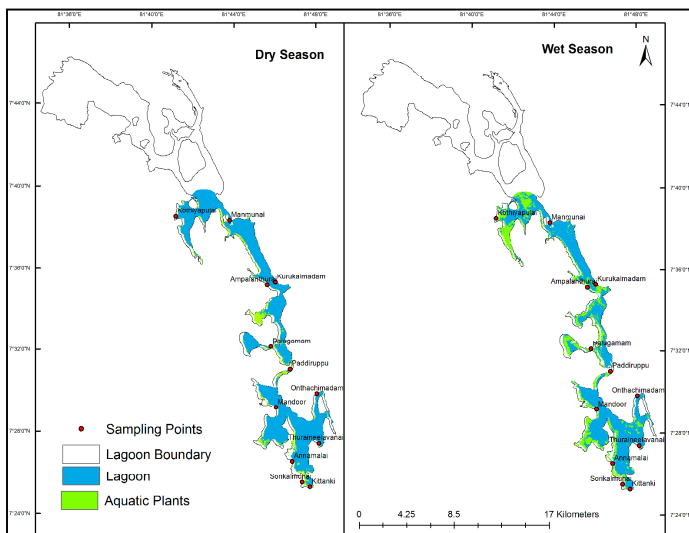 81°36'0"E 81°40'0"E 81°44'0"E 81°48'0"E
81°36'0"E 81°40'0"E 81°44'0"E 81°48'0"E
Dry Season
Wet Season
N
7°44'0"N
7°40'0"N
7°36'0"N
7°32'0"N
7°28'0"N
7°24'0"N
Kothiyapulai
Manmunai
Ampalanthurai
Kurukalmadam
Palugamam
Paddiruppu
Onthachimadam
Mandoor
Thuraineelavanai
Annamalai
Sorikalmunai
Kittanki
Sampling Points
Lagoon Boundary
Lagoon
Aquatic Plants
Kothiyapulai
Manmunai
Ampalanthurai
Kurukalmadam
Palugamam
Paddiruppu
Onthachimadam
Mandoor
Thuraineelavanai
Annamalai
Sorikalmunai
Kittanki
7°44'0"N
7°40'0"N
7°36'0"N
7°32'0"N
7°28'0"N
7°24'0"N
0 4.25 8.5 17 Kilometers